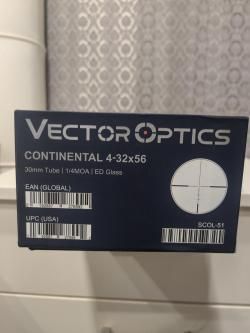 VECTOR OPTICS
CONTINENTAL 4-32x56
30mm Tube | 1/4MOA | ED Glass
EAN (GLOBAL)
UPC (USA)
SCOL-51